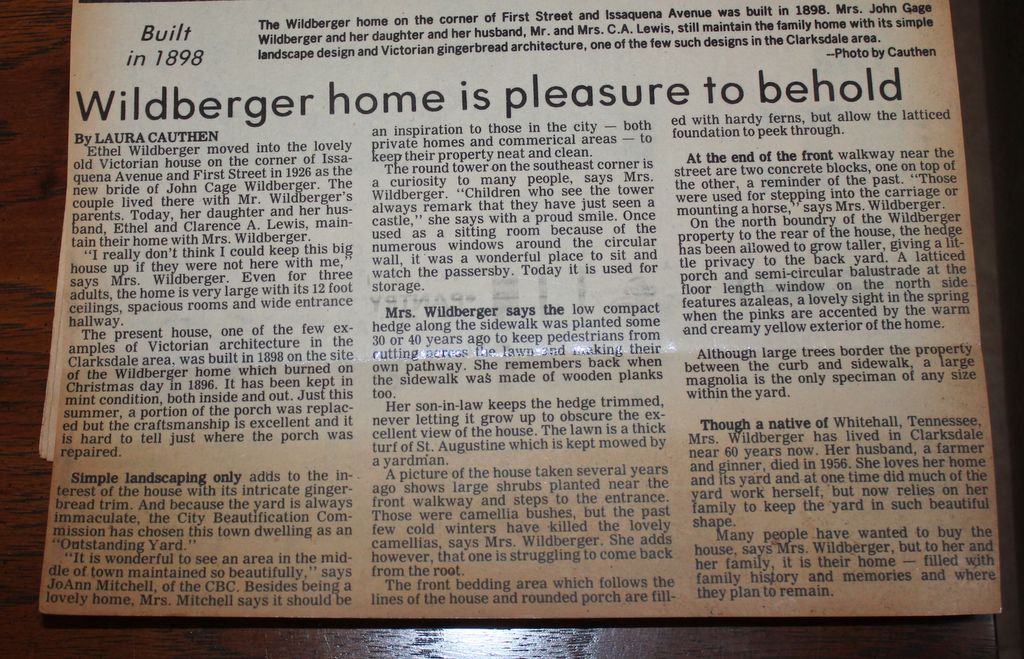 Built
in 1898
The Wildberger home on the corner of First Street and Issaquena Avenue was built in 1898. Mrs. John Gage
Wildberger and her daughter and her husband, Mr. and Mrs. C.A. Lewis, still maintain the family home with its simple
landscape design and Victorian gingerbread architecture, one of the few such designs in the Clarksdale area.
--Photo by Cauthen
Wildberger home is pleasure to behold
By LAURA CAUTHEN
Ethel Wildberger moved into the lovely
old Victorian house on the corner of Issa-
quena Avenue and First Street in 1926 as the
new bride of John Cage Wildberger. The
couple lived there with Mr. Wildberger's
parents. Today, her daughter and her hus-
band, Ethel and Clarence A. Lewis, main-
tain their home with Mrs. Wildberger.
"I really don't think I could keep this big
house up if they were not here with me,"
says Mrs. Wildberger. Even for three
adults, the home is very large with its 12 foot
ceilings, spacious rooms and wide entrance
hallway.
The present house, one of the few ex-
amples of Victorian architecture in the
Clarksdale area, was built in 1898 on the site
of the Wildberger home which burned on
Christmas day in 1896. It has been kept in
mint condition, both inside and out. Just this
summer, a portion of the porch was replac-
ed but the craftsmanship is excellent and it
is hard to tell just where the porch was
repaired.
Simple landscaping only adds to the in-
terest of the house with its intricate ginger-
bread trim. And because the yard is always
immaculate, the City Beautification Com-
mission has chosen this town dwelling as an
"Outstanding Yard."
"It is wonderful to see an area in the mid-
dle of town maintained so beautifully," says
JoAnn Mitchell, of the CBC. Besides being a
lovely home, Mrs. Mitchell says it should be
an inspiration to those in the city — both
private homes and commerical areas — to
keep their property neat and clean.
The round tower on the southeast corner is
a curiosity to many people, says Mrs.
Wildberger. "Children who see the tower
always remark that they have just seen a
castle," she says with a proud smile. Once
used as a sitting room because of the
numerous windows around the circular
wall, it was a wonderful place to sit and
watch the passersby. Today it is used for
storage.
Mrs. Wildberger says the low compact
hedge along the sidewalk was planted some
30 or 40 years ago to keep pedestrians from
cutting across the lawn and making their
own pathway. She remembers back when
the sidewalk was made of wooden planks
too.
Her son-in-law keeps the hedge trimmed,
never letting it grow up to obscure the ex-
cellent view of the house. The lawn is a thick
turf of St. Augustine which is kept mowed by
a yardman.
A picture of the house taken several years
ago shows large shrubs planted near the
front walkway and steps to the entrance.
Those were camellia bushes, but the past
few cold winters have killed the lovely
camellias, says Mrs. Wildberger. She adds
however, that one is struggling to come back
from the root.
The front bedding area which follows the
lines of the house and rounded porch are fill-
ed with hardy ferns, but allow the latticed
foundation to peek through.
At the end of the front walkway near the
street are two concrete blocks, one on top of
the other, a reminder of the past. "Those
were used for stepping into the carriage or
mounting a horse," says Mrs. Wildberger.
On the north boundry of the Wildberger
property to the rear of the house, the hedge
has been allowed to grow taller, giving a lit-
tle privacy to the back yard. A latticed
porch and semi-circular balustrade at the
floor length window on the north side
features azaleas, a lovely sight in the spring
when the pinks are accented by the warm
and creamy yellow exterior of the home.
Although large trees border the property
between the curb and sidewalk, a large
magnolia is the only speciman of any size
within the yard.
Though a native of Whitehall, Tennessee,
Mrs. Wildberger has lived in Clarksdale
near 60 years now. Her husband, a farmer
and ginner, died in 1956. She loves her home
and its yard and at one time did much of the
yard work herself, but now relies on her
family to keep the yard in such beautiful
shape.
Many people have wanted to buy the
house, says Mrs. Wildberger, but to her and
her family, it is their home — filled with
family history and memories and where
they plan to remain.